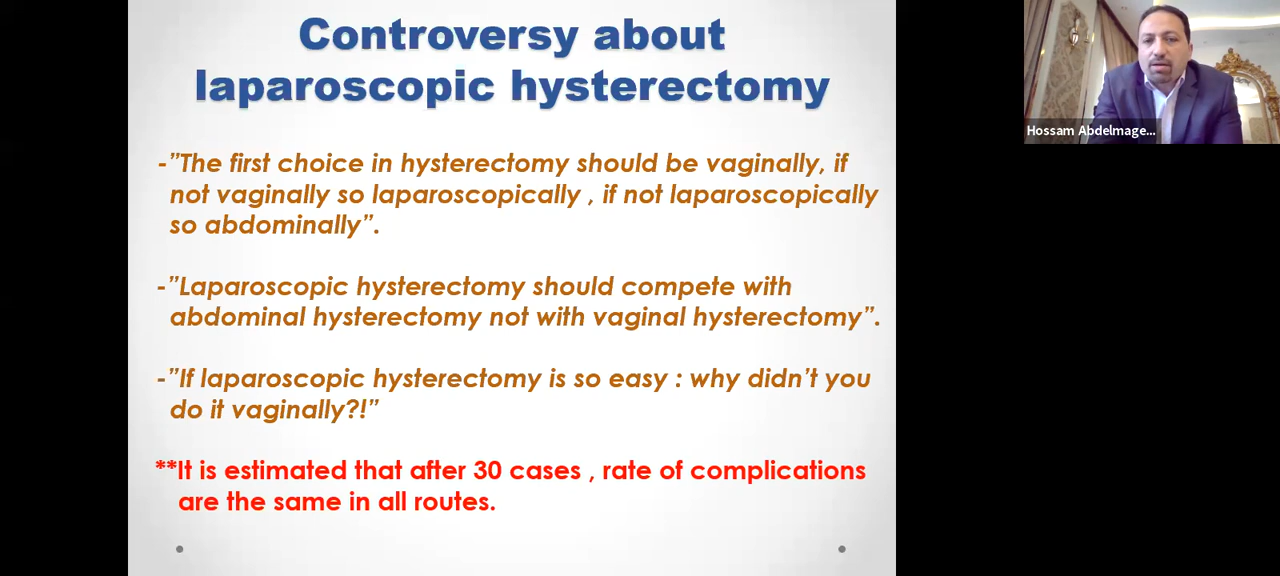 Controversy about
laparoscopic hysterectomy
-”The first choice in hysterectomy should be vaginally, if
not vaginally so laparoscopically , if not laparoscopically
so abdominally”.
-”Laparoscopic hysterectomy should compete with
abdominal hysterectomy not with vaginal hysterectomy”.
-”If laparoscopic hysterectomy is so easy : why didn’t you
do it vaginally?!”
**It is estimated that after 30 cases , rate of complications
are the same in all routes.
Hossam Abdelmage...